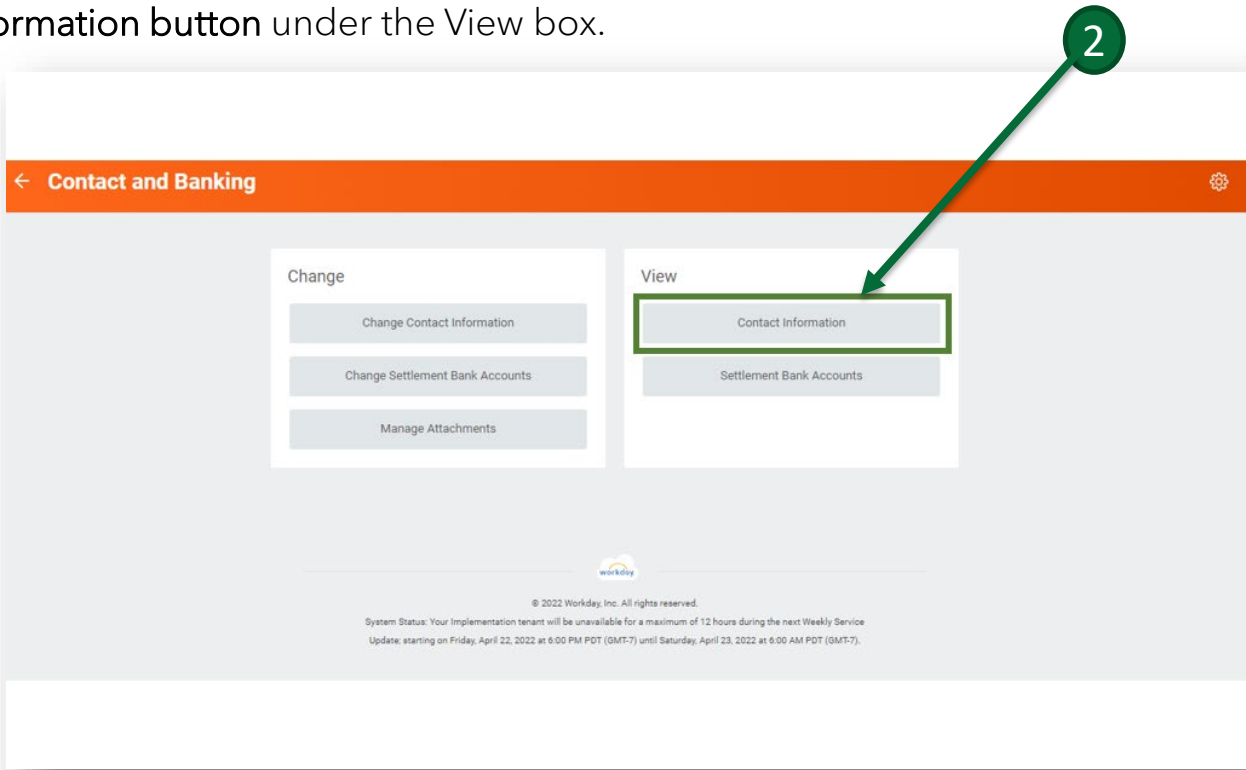 ormation button under the View box.
2
← Contact and Banking
Change
Change Contact Information
Change Settlement Bank Accounts
Manage Attachments
View
Contact Information
Settlement Bank Accounts
workday
© 2022 Workday, Inc. All rights reserved.
System Status: Your Implementation tenant will be unavailable for a maximum of 12 hours during the next Weekly Service
Update; starting on Friday, April 22, 2022 at 6:00 PM PDT (GMT-7) until Saturday, April 23, 2022 at 6:00 AM PDT (GMT-7).